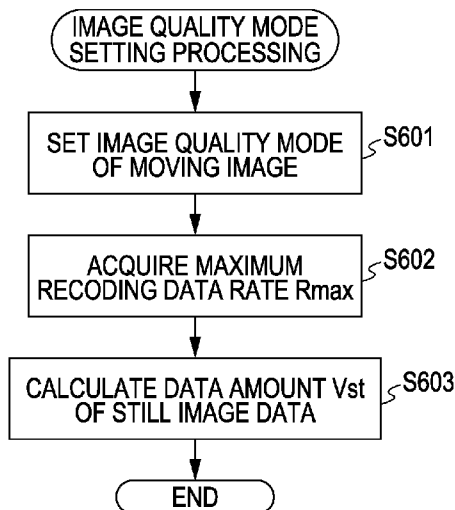 IMAGE QUALITY MODE
SETTING PROCESSING
SET IMAGE QUALITY MODE
OF MOVING IMAGE
S601
ACQUIRE MAXIMUM
RECODING DATA RATE Rmax
S602
CALCULATE DATA AMOUNT Vst
OF STILL IMAGE DATA
S603
END